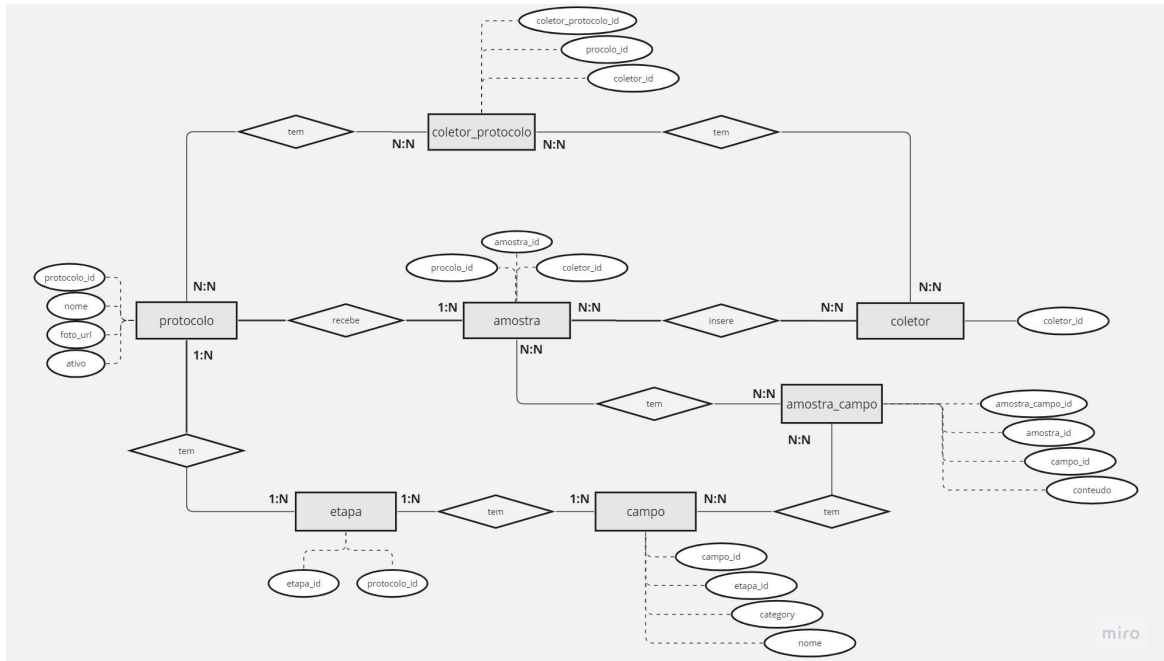 coletor_protocolo_id
procolo_id
coletor_id
tem
coletor_protocolo
tem
N:N
N:N
amostra_id
procolo_id
coletor_id
protocolo_id
nome
foto_url
ativo
N:N
protocolo
1:N
recebe
1:N
amostra
N:N
N:N
insere
N:N
N:N
coletor
coletor_id
tem
N:N
amostra_campo
N:N
amostra_campo_id
amostra_id
campo_id
conteudo
tem
1:N
etapa
1:N
tem
1:N
campo
N:N
tem
etapa_id
protocolo_id
campo_id
etapa_id
category
nome
miro